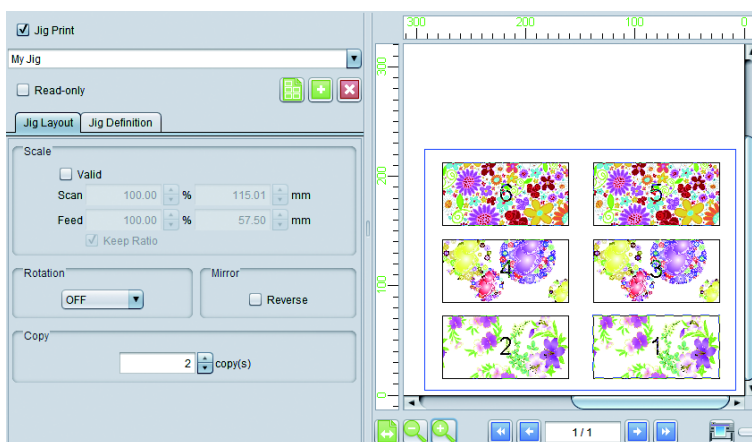 Jig Print
My Jig
Read-only
Jig Layout Jig Definition
Scale
Valid
Scan 100.00 % 115.01 mm
Feed 100.00 % 57.50 mm
Keep Ratio
Rotation
OFF
Mirror
Reverse
Copy
2 copy(s)
300 200 100 0
300
200
100
0
6 5
4 3
2 1
1 / 1